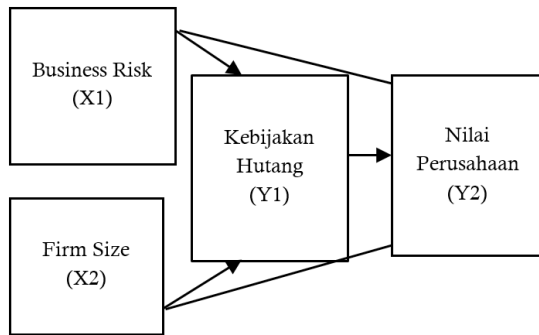 Business Risk
(X1)
Kebijakan
Hutang
(Y1)
Nilai
Perusahaan
(Y2)
Firm Size
(X2)